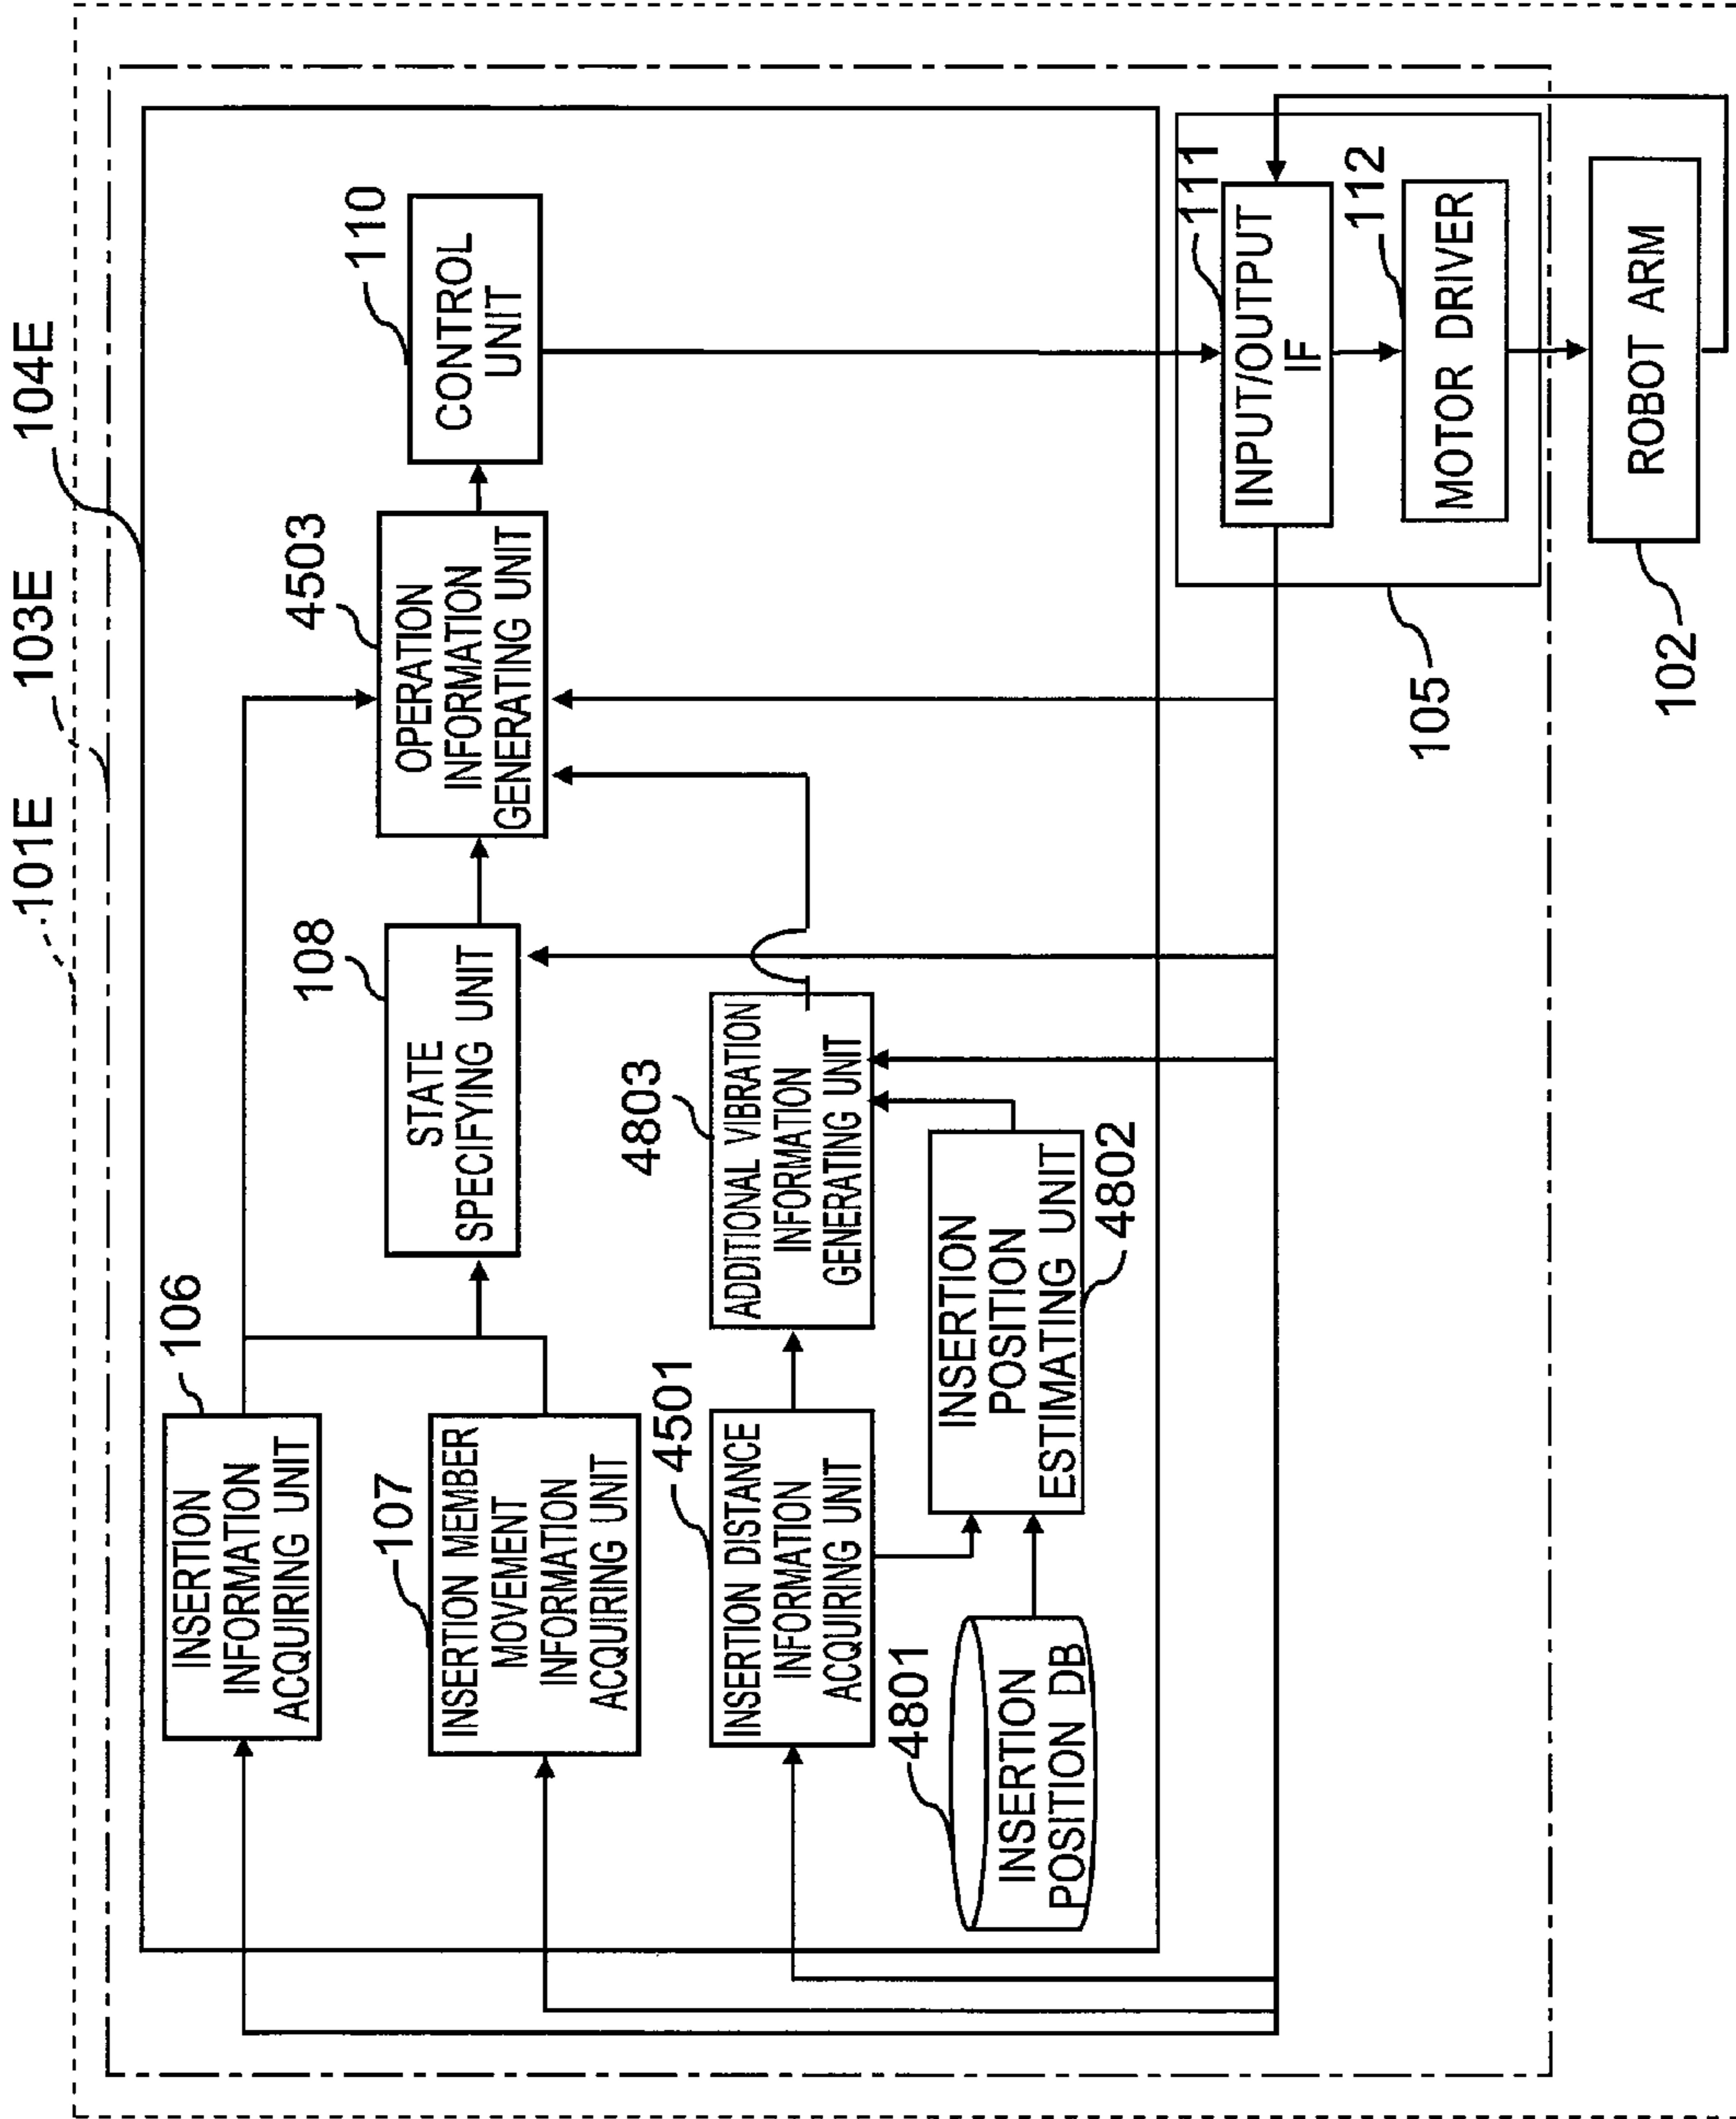 101E
103E
104E
106
INSERTION
INFORMATION
ACQUIRING UNIT
107
INSERTION MEMBER
MOVEMENT
INFORMATION
ACQUIRING UNIT
108
STATE
SPECIFYING UNIT
4503
OPERATION
INFORMATION
GENERATING UNIT
110
CONTROL
UNIT
4501
INSERTION DISTANCE
INFORMATION
ACQUIRING UNIT
4803
ADDITIONAL VIBRATION
INFORMATION
GENERATING UNIT
4801
INSERTION
POSITION DB
INSERTION
POSITION
ESTIMATING UNIT
4802
111
INPUT/OUTPUT
IF
112
MOTOR DRIVER
105
ROBOT ARM
102